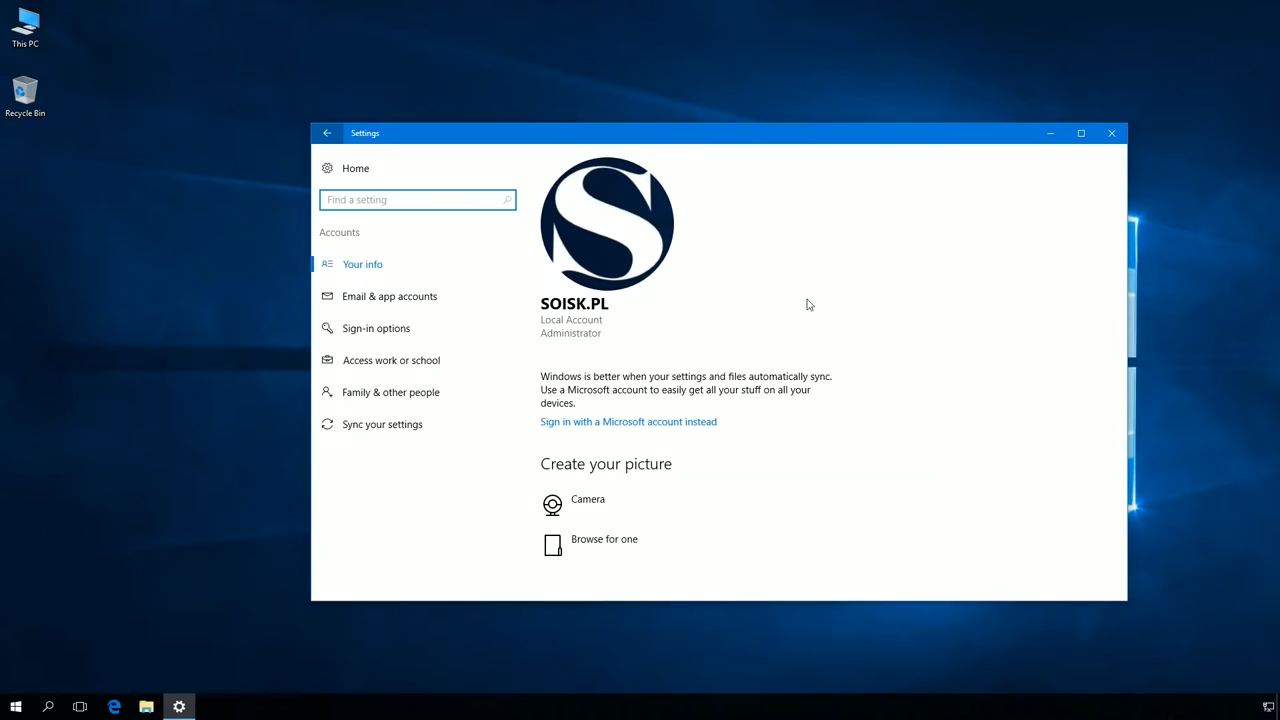 This PC
Recycle Bin
Settings
Home
Find a setting
Accounts
Your info
Email & app accounts
Sign-in options
Access work or school
Family & other people
Sync your settings
S
SOISK.PL
Local Account
Administrator
Windows is better when your settings and files automatically sync.
Use a Microsoft account to easily get all your stuff on all your
devices.
Sign in with a Microsoft account instead
Create your picture
Camera
Browse for one